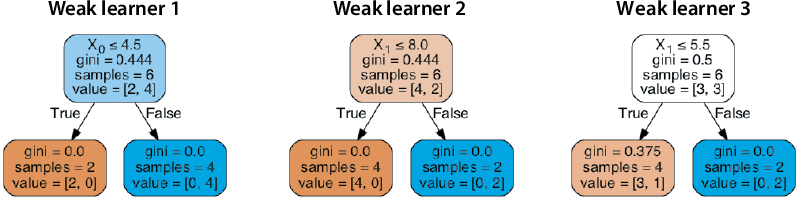 Weak learner 1
X₀ ≤ 4.5
gini = 0.444
samples = 6
value = [2, 4]
True
False
gini = 0.0
samples = 2
value = [2, 0]
gini = 0.0
samples = 4
value = [0, 4]
Weak learner 2
X₁ ≤ 8.0
gini = 0.444
samples = 6
value = [4, 2]
True
False
gini = 0.0
samples = 4
value = [4, 0]
gini = 0.0
samples = 2
value = [0, 2]
Weak learner 3
X₁ ≤ 5.5
gini = 0.5
samples = 6
value = [3, 3]
True
False
gini = 0.375
samples = 4
value = [3, 1]
gini = 0.0
samples = 2
value = [0, 2]